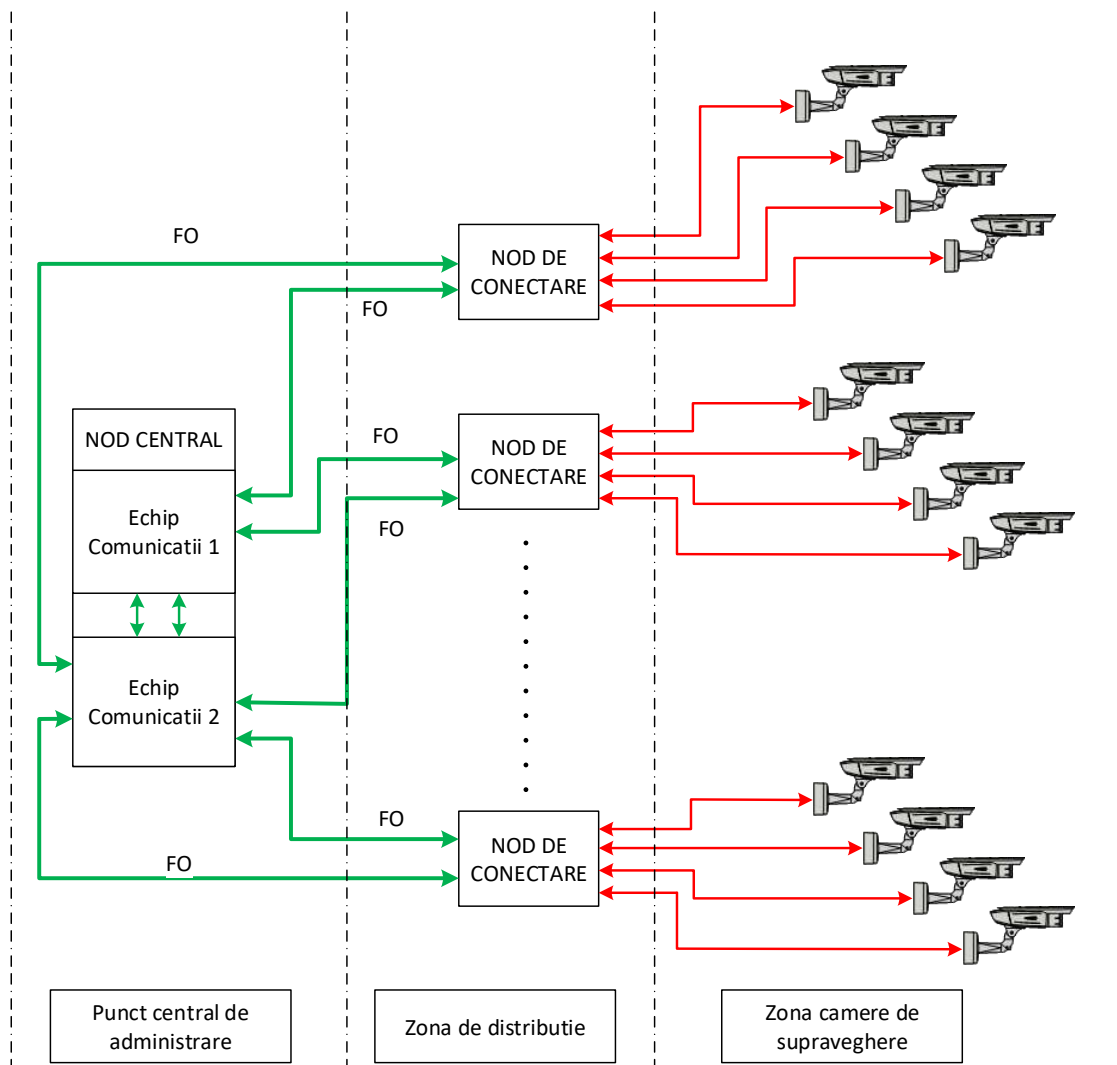 FO
NOD DE
CONECTARE
FO
NOD CENTRAL
FO
NOD DE
CONECTARE
Echip
Comunicatii 1
FO
Echip
Comunicatii 2
FO
NOD DE
CONECTARE
FO
Punct central de
administrare
Zona de distributie
Zona camere de
supraveghere